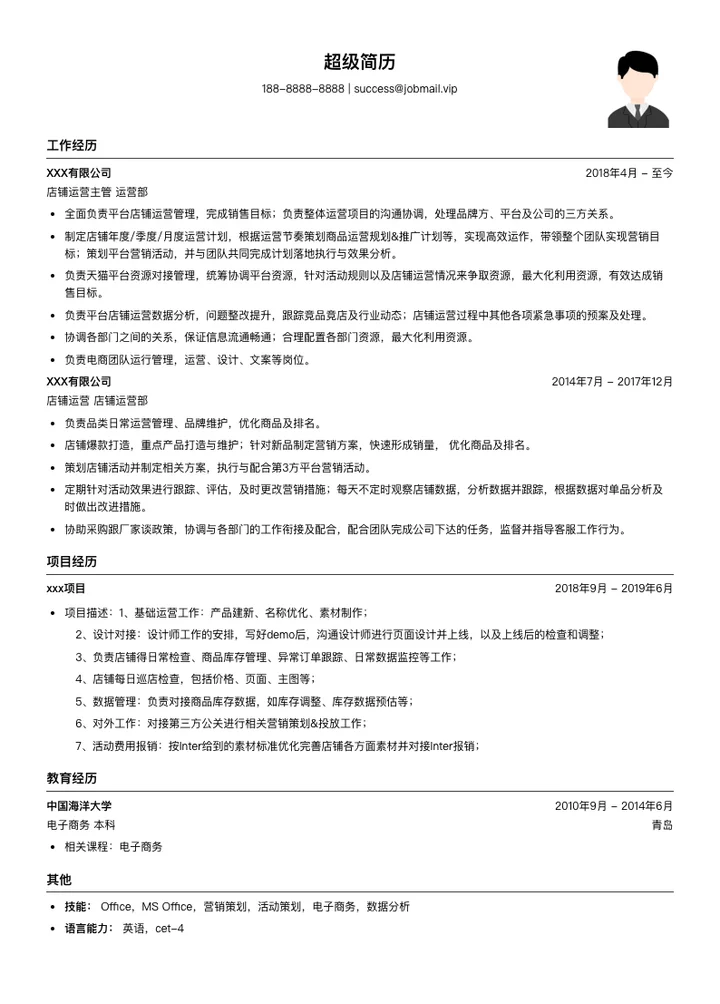 超级简历
188-8888-8888 | success@jobmail.vip
工作经历
XXX有限公司 2018年4月 – 至今
店铺运营主管 运营部
• 全面负责平台店铺运营管理，完成销售目标；负责整体运营项目的沟通协调，处理品牌方、平台及公司的三方关系。
• 制定店铺年度/季度/月度运营计划，根据运营节奏策划商品运营规划&推广计划等，实现高效运作，带领整个团队实现营销目
标；策划平台营销活动，并与团队共同完成计划落地执行与效果分析。
• 负责天猫平台资源对接管理，统筹协调平台资源，针对活动规则以及店铺运营情况来争取资源，最大化利用资源，有效达成销
售目标。
• 负责平台店铺运营数据分析，问题整改提升，跟踪竞品竞店及行业动态；店铺运营过程中其他各项紧急事项的预案及处理。
• 协调各部门之间的关系，保证信息流通畅通；合理配置各部门资源，最大化利用资源。
• 负责电商团队运行管理，运营、设计、文案等岗位。
XXX有限公司 2014年7月 – 2017年12月
店铺运营 店铺运营部
• 负责品类日常运营管理、品牌维护，优化商品及排名。
• 店铺爆款打造，重点产品打造与维护；针对新品制定营销方案，快速形成销量， 优化商品及排名。
• 策划店铺活动并制定相关方案，执行与配合第3方平台营销活动。
• 定期针对活动效果进行跟踪、评估，及时更改营销措施；每天不定时观察店铺数据，分析数据并跟踪，根据数据对单品分析及
时做出改进措施。
• 协助采购跟厂家谈政策，协调与各部门的工作衔接及配合，配合团队完成公司下达的任务，监督并指导客服工作行为。
项目经历
xxx项目 2018年9月 – 2019年6月
• 项目描述：1、基础运营工作：产品建新、名称优化、素材制作；
2、设计对接：设计师工作的安排，写好demo后，沟通设计师进行页面设计并上线，以及上线后的检查和调整；
3、负责店铺得日常检查、商品库存管理、异常订单跟踪、日常数据监控等工作；
4、店铺每日巡店检查，包括价格、页面、主图等；
5、数据管理：负责对接商品库存数据，如库存调整、库存数据预估等；
6、对外工作：对接第三方公关进行相关营销策划&投放工作；
7、活动费用报销：按Inter给到的素材标准优化完善店铺各方面素材并对接Inter报销；
教育经历
中国海洋大学 2010年9月 – 2014年6月
电子商务 本科 青岛
• 相关课程：电子商务
其他
• 技能： Office，MS Office，营销策划，活动策划，电子商务，数据分析
• 语言能力： 英语，cet-4